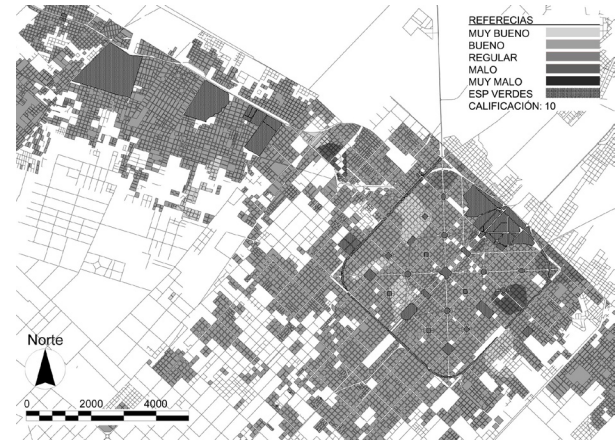 REFERECIAS
MUY BUENO
BUENO
REGULAR
MALO
MUY MALO
ESP VERDES
CALIFICACIÓN: 10
Norte
0 2000 4000